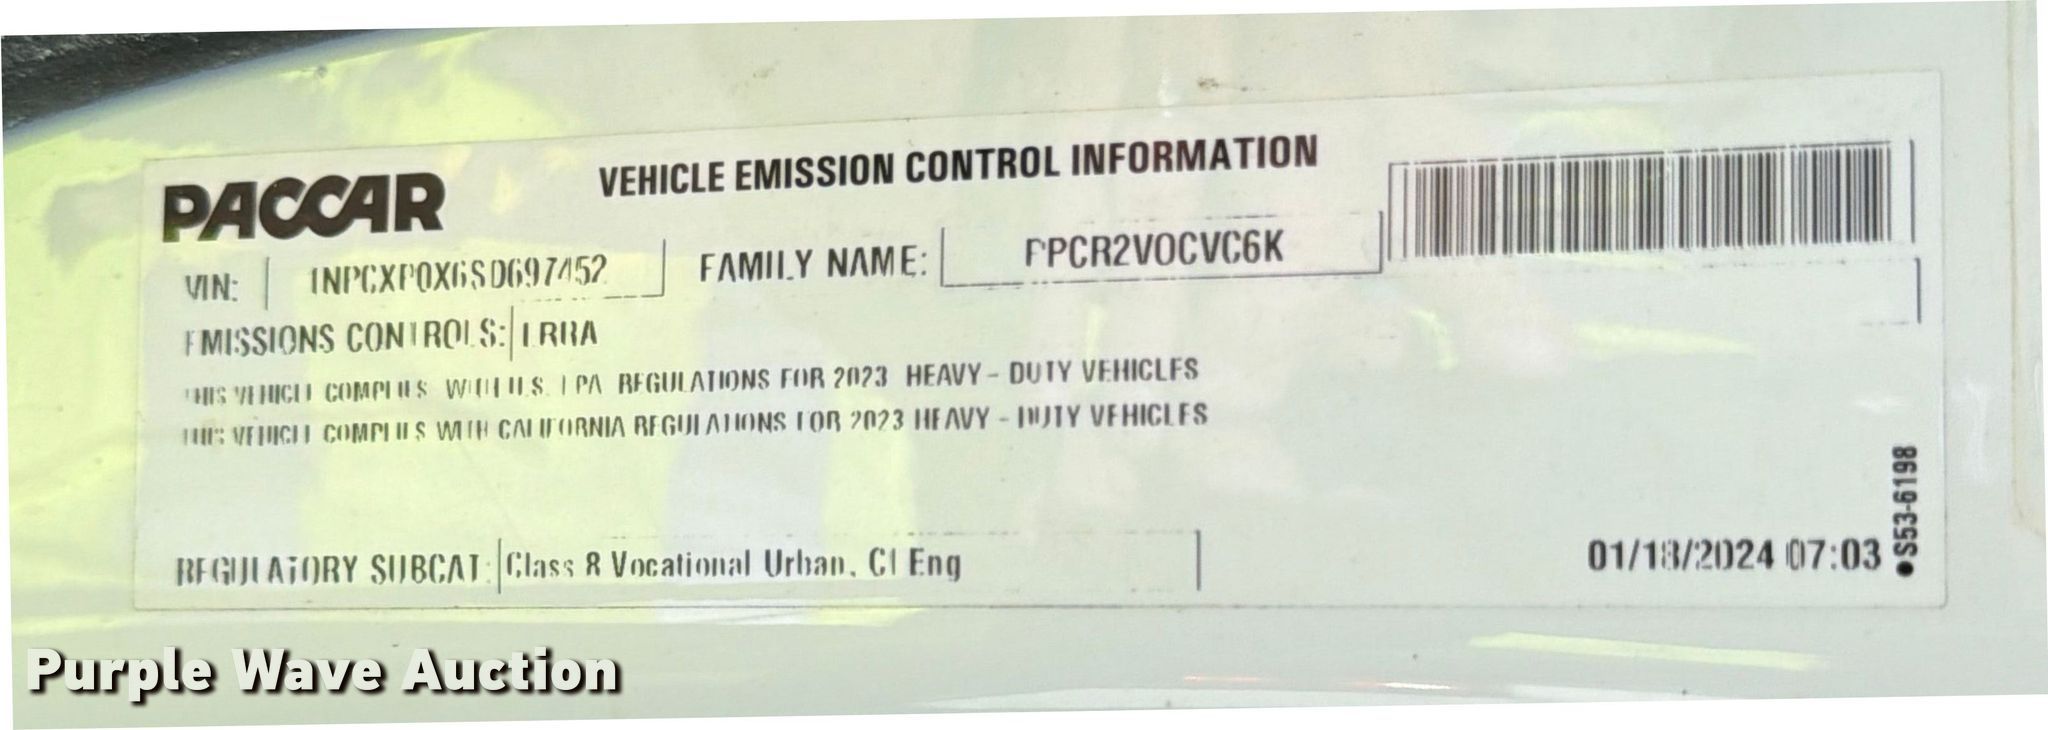 PACCAR
VEHICLE EMISSION CONTROL INFORMATION
VIN: 1NPCXP0X6SD697452
FAMILY NAME: PPCR2VOCVC6K
EMISSIONS CONTROLS: LRRA
THIS VEHICLE COMPLIES WITH U.S. EPA REGULATIONS FOR 2023 HEAVY - DUTY VEHICLES
THIS VEHICLE COMPLIES WITH CALIFORNIA REGULATIONS FOR 2023 HEAVY - DUTY VEHICLES
REGULATORY SUBCAT: Class 8 Vocational Urban, CI Eng
01/18/2024 07:03
•S53-6198
Purple Wave Auction